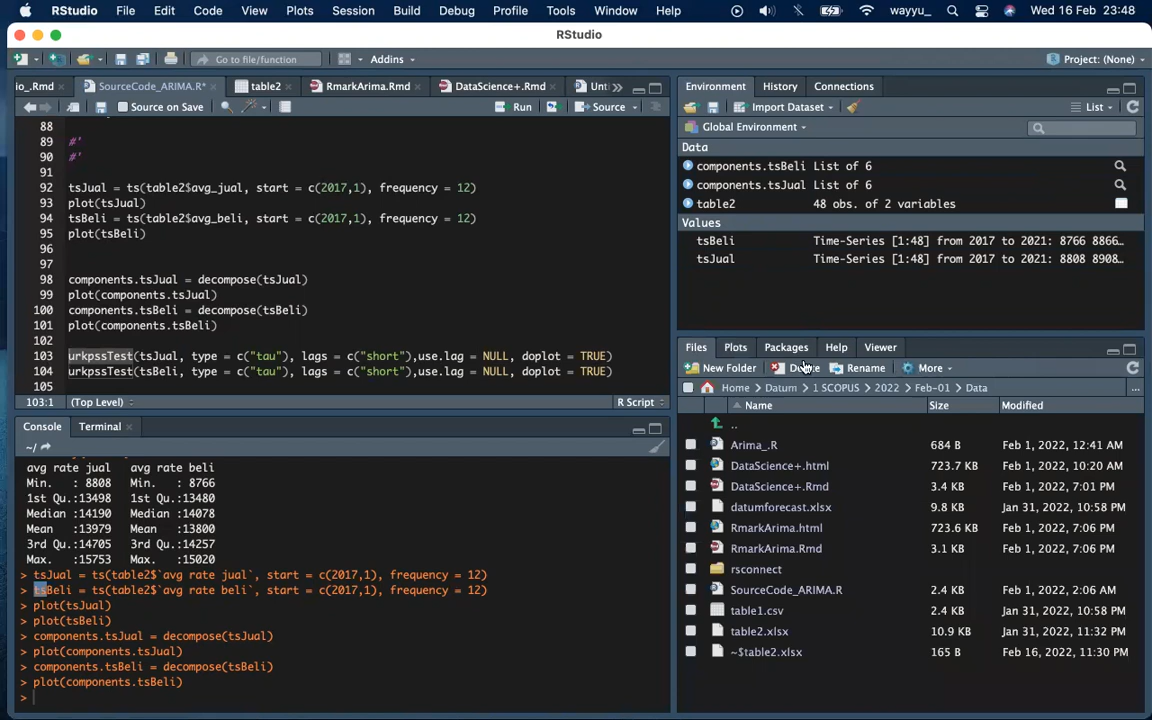 RStudio File Edit Code View Plots Session Build Debug Profile Tools Window Help wayyu_ Wed 16 Feb 23:48
RStudio
Go to file/function Addins Project: (None)
io_.Rmd SourceCode_ARIMA.R* table2 RmarkArima.Rmd DataScience+.Rmd Unt
Source on Save Run Source
88
89 #'
90 #'
91
92 tsJual = ts(table2$avg_jual, start = c(2017,1), frequency = 12)
93 plot(tsJual)
94 tsBeli = ts(table2$avg_beli, start = c(2017,1), frequency = 12)
95 plot(tsBeli)
96
97
98 components.tsJual = decompose(tsJual)
99 plot(components.tsJual)
100 components.tsBeli = decompose(tsBeli)
101 plot(components.tsBeli)
102
103 urkpssTest(tsJual, type = c("tau"), lags = c("short"),use.lag = NULL, doplot = TRUE)
104 urkpssTest(tsBeli, type = c("tau"), lags = c("short"),use.lag = NULL, doplot = TRUE)
105
103:1 (Top Level) R Script
Console Terminal
~/
avg rate jual avg rate beli
Min. : 8808 Min. : 8766
1st Qu.:13498 1st Qu.:13480
Median :14190 Median :14078
Mean :13979 Mean :13800
3rd Qu.:14705 3rd Qu.:14257
Max. :15753 Max. :15020
> tsJual = ts(table2$`avg rate jual`, start = c(2017,1), frequency = 12)
> tsBeli = ts(table2$`avg rate beli`, start = c(2017,1), frequency = 12)
> plot(tsJual)
> plot(tsBeli)
> components.tsJual = decompose(tsJual)
> plot(components.tsJual)
> components.tsBeli = decompose(tsBeli)
> plot(components.tsBeli)
>
Environment History Connections
Import Dataset List
Global Environment
Data
components.tsBeli List of 6
components.tsJual List of 6
table2 48 obs. of 2 variables
Values
tsBeli Time-Series [1:48] from 2017 to 2021: 8766 8866…
tsJual Time-Series [1:48] from 2017 to 2021: 8808 8908…
Files Plots Packages Help Viewer
New Folder Delete Rename More
Home Datum 1 SCOPUS 2022 Feb-01 Data ...
Name Size Modified
..
Arima_.R 684 B Feb 1, 2022, 12:41 AM
DataScience+.html 723.7 KB Feb 1, 2022, 10:20 AM
DataScience+.Rmd 3.4 KB Feb 1, 2022, 7:01 PM
datumforecast.xlsx 9.8 KB Jan 31, 2022, 10:58 PM
RmarkArima.html 723.6 KB Feb 1, 2022, 7:06 PM
RmarkArima.Rmd 3.1 KB Feb 1, 2022, 7:06 PM
rsconnect
SourceCode_ARIMA.R 2.4 KB Feb 1, 2022, 2:06 AM
table1.csv 2.4 KB Jan 31, 2022, 10:58 PM
table2.xlsx 10.9 KB Jan 31, 2022, 11:32 PM
~$table2.xlsx 165 B Feb 16, 2022, 11:30 PM